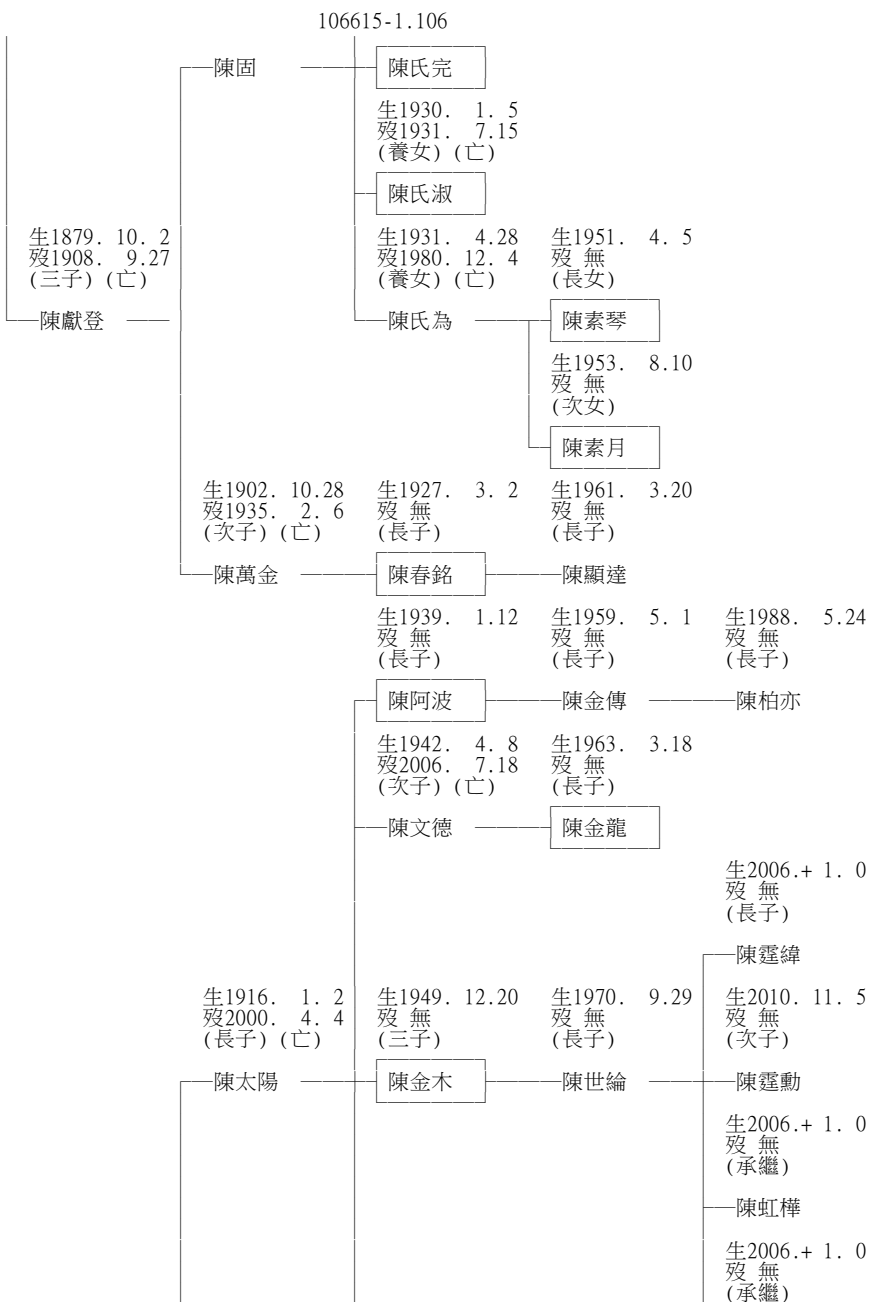 106615-1.106
陳固 陳氏完
生1930. 1. 5
歿1931. 7.15
(養女)(亡)
陳氏淑
生1879. 10. 2 生1931. 4.28 生1951. 4. 5
歿1908. 9.27 歿1980. 12. 4 歿 無
(三子)(亡) (養女)(亡) (長女)
陳獻登 陳氏為 陳素琴
生1953. 8.10
歿 無
(次女)
陳素月
生1902. 10.28 生1927. 3. 2 生1961. 3.20
歿1935. 2. 6 歿 無 歿 無
(次子)(亡) (長子) (長子)
陳萬金 陳春銘 陳顯達
生1939. 1.12 生1959. 5. 1 生1988. 5.24
歿 無 歿 無 歿 無
(長子) (長子) (長子)
陳阿波 陳金傳 陳柏亦
生1942. 4. 8 生1963. 3.18
歿2006. 7.18 歿 無
(次子)(亡) (長子)
陳文德 陳金龍
生2006.+ 1. 0
歿 無
(長子)
陳霆緯
生1916. 1. 2 生1949. 12.20 生1970. 9.29 生2010. 11. 5
歿2000. 4. 4 歿 無 歿 無 歿 無
(長子)(亡) (三子) (長子) (次子)
陳太陽 陳金木 陳世綸 陳霆勳
生2006.+ 1. 0
歿 無
(承繼)
陳虹樺
生2006.+ 1. 0
歿 無
(承繼)